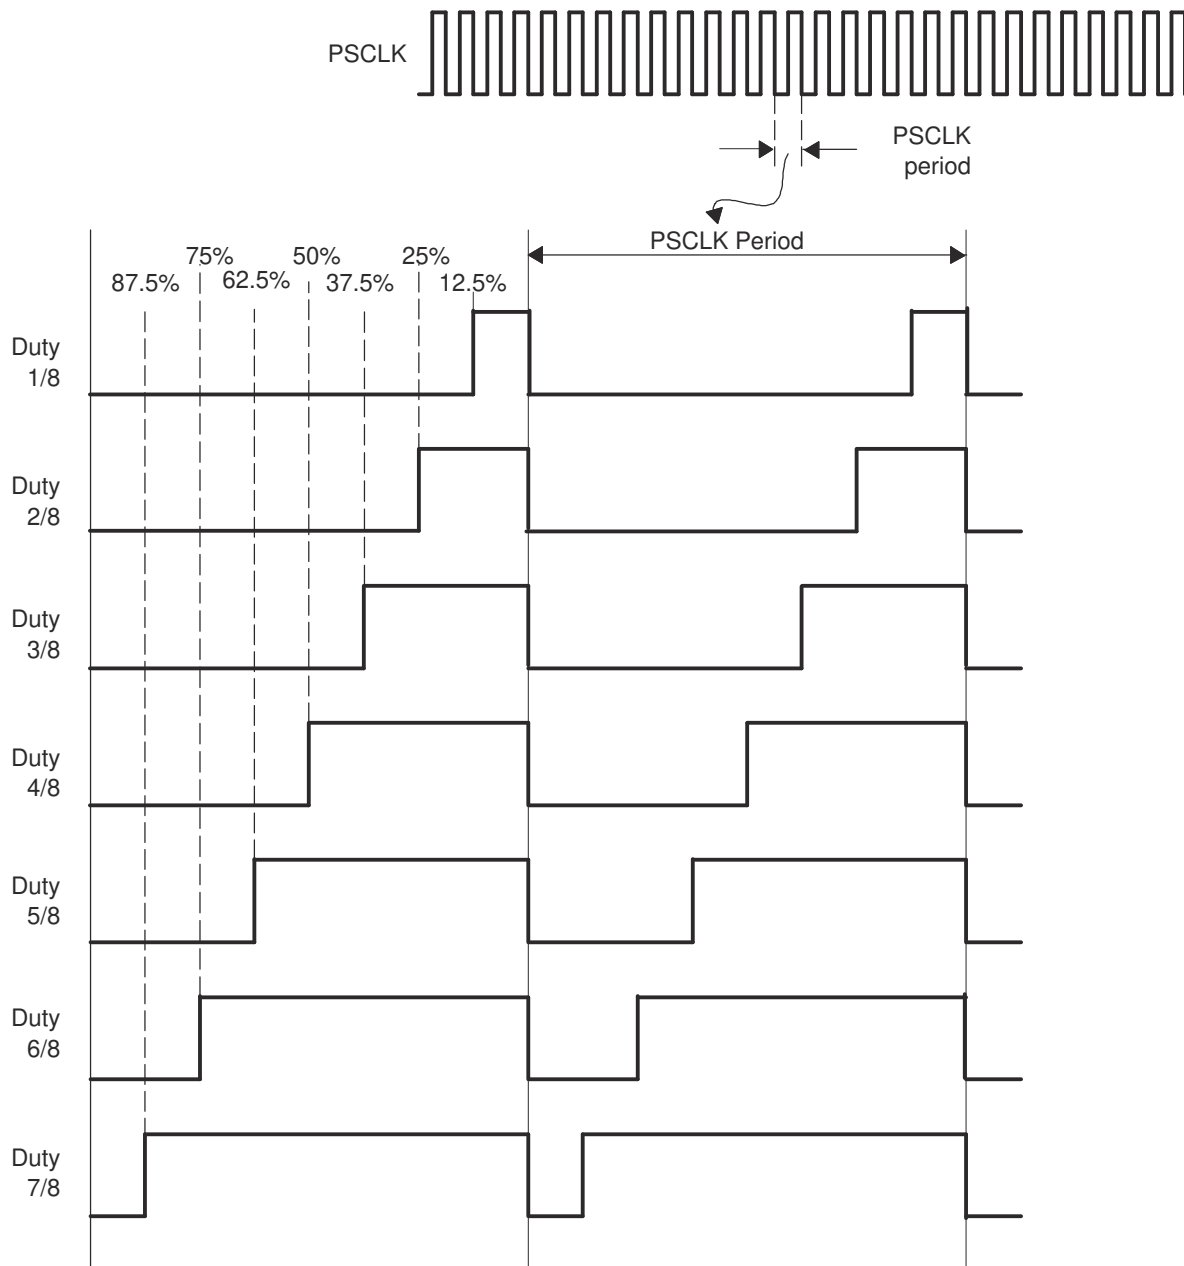 PSCLK
PSCLK
period
PSCLK Period
75%
50%
25%
87.5%
62.5%
37.5%
12.5%
Duty
1/8
Duty
2/8
Duty
3/8
Duty
4/8
Duty
5/8
Duty
6/8
Duty
7/8